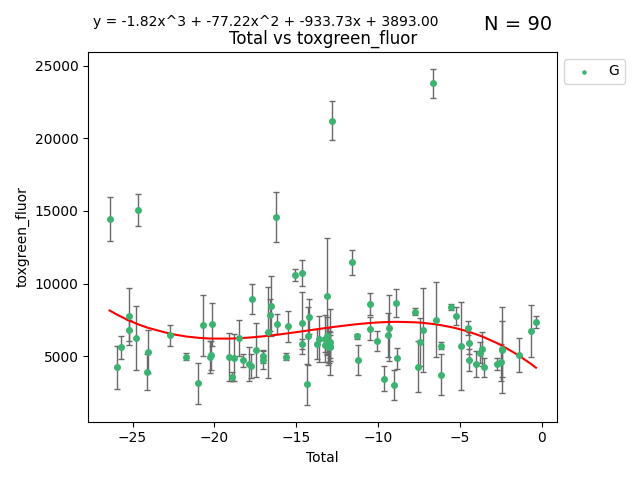 y = -1.82x^3 + -77.22x^2 + -933.73x + 3893.00
N = 90
Total vs toxgreen_fluor
G
25000
20000
15000
10000
5000
toxgreen_fluor
−25
−20
−15
−10
−5
0
Total